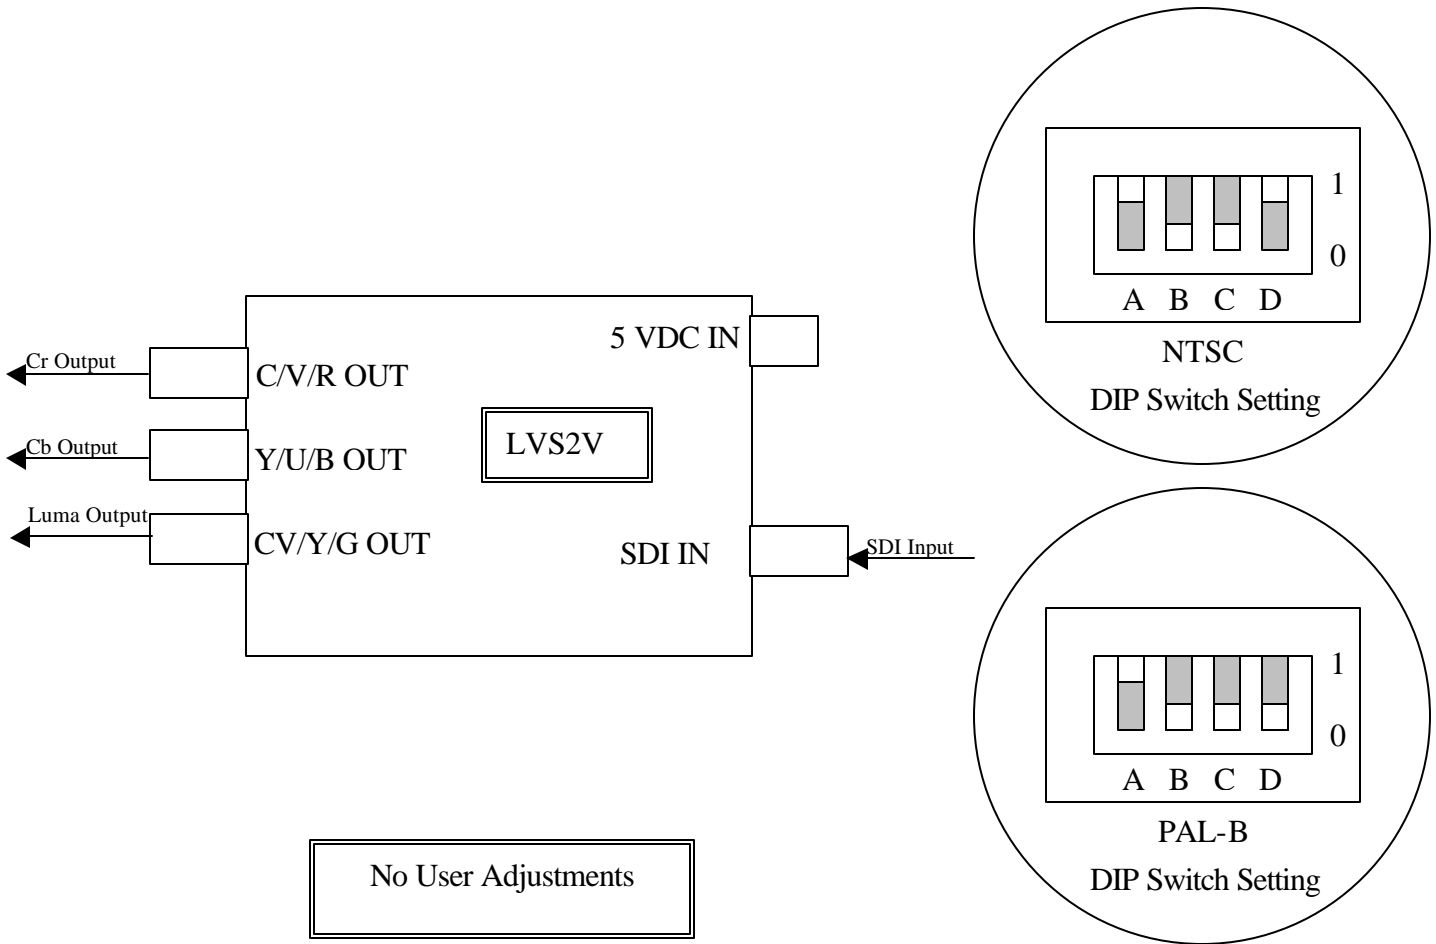 Cr Output
C/V/R OUT
Cb Output
Y/U/B OUT
Luma Output
CV/Y/G OUT
5 VDC IN
LVS2V
SDI IN
SDI Input
No User Adjustments
1
0
A B C D
NTSC
DIP Switch Setting
1
0
A B C D
PAL-B
DIP Switch Setting